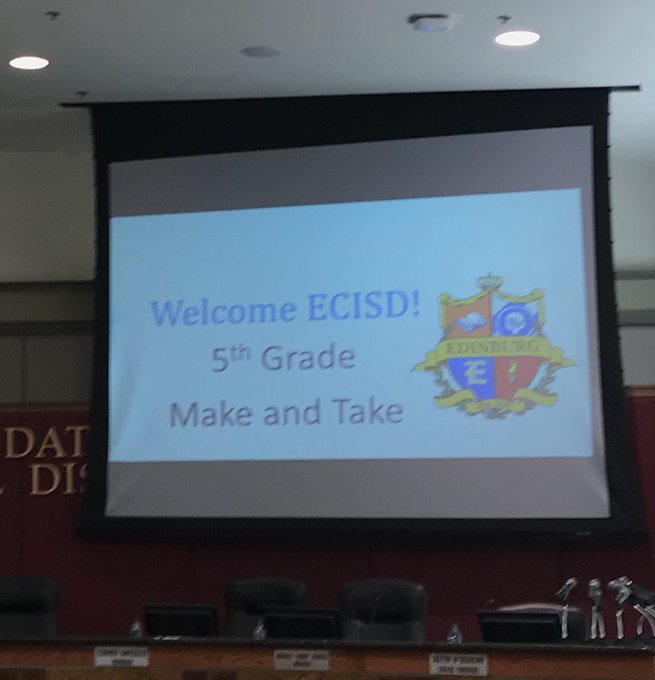 Welcome ECISD!
5th Grade
Make and Take
EDINBURG
E
DAT
DIS